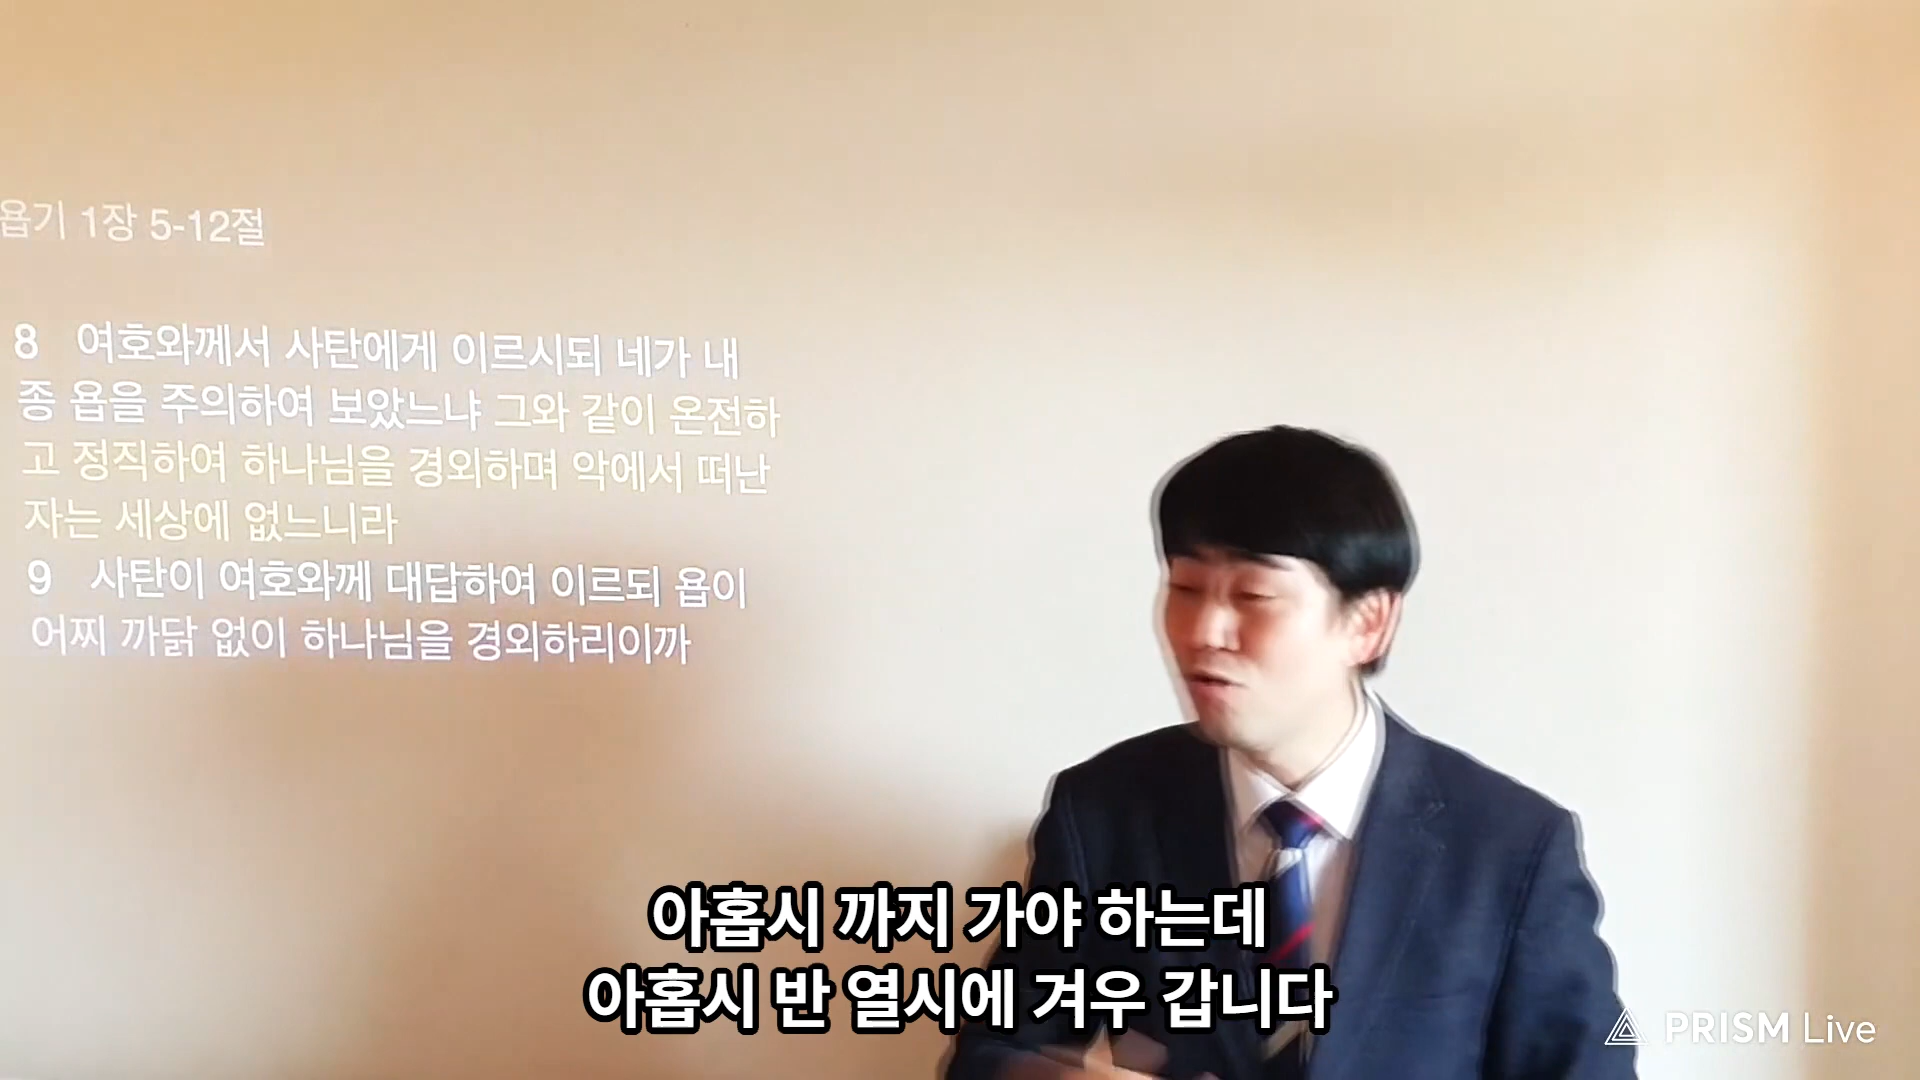 욥기 1장 5-12절
8 여호와께서 사탄에게 이르시되 네가 내
종 욥을 주의하여 보았느냐 그와 같이 온전하
고 정직하여 하나님을 경외하며 악에서 떠난
자는 세상에 없느니라
9 사탄이 여호와께 대답하여 이르되 욥이
어찌 까닭 없이 하나님을 경외하리이까
아홉시 까지 가야 하는데
아홉시 반 열시에 겨우 갑니다
PRISM Live